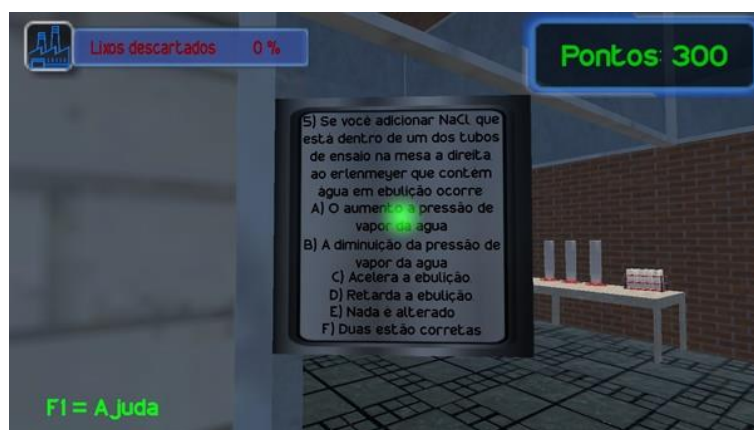 Lixos descartados 0 %
Pontos: 300
5) Se você adicionar NaCl, que
está dentro de um dos tubos
de ensaio na mesa a direita,
ao erlenmeyer que contém
água em ebulição ocorre
A) O aumento a pressão de
vapor da agua
B) A diminuição da pressão de
vapor da agua
C) Acelera a ebulição.
D) Retarda a ebulição.
E) Nada é alterado
F) Duas estão corretas
F1 = Ajuda